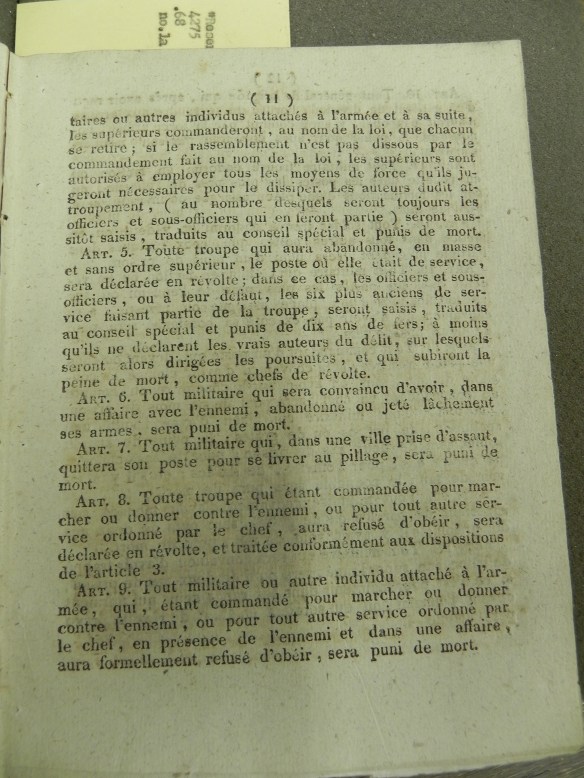 4275
.68
no.1a
( 11 )
taires ou autres individus attachés à l'armée et à sa suite,
les supérieurs commanderont, au nom de la loi, que chacun
se retire; si le rassemblement n'est pas dissous par le
commandement fait au nom de la loi, les supérieurs sont
autorisés à employer tous les moyens de force qu'ils ju-
geront nécessaires pour le dissiper. Les auteurs dudit at-
troupement, ( au nombre desquels seront toujours les
officiers et sous-officiers qui en feront partie ) seront aus-
sitôt saisis, traduits au conseil spécial et punis de mort.
ART. 5. Toute troupe qui aura abandonné, en masse
et sans ordre supérieur, le poste où elle était de service,
sera déclarée en révolte; dans ce cas, les officiers et sous-
officiers, ou à leur défaut, les six plus anciens de ser-
vice faisant partie de la troupe, seront saisis, traduits
au conseil spécial et punis de dix ans de fers; à moins
qu'ils ne déclarent les vrais auteurs du délit, sur lesquels
seront alors dirigées les poursuites, et qui subiront la
peine de mort, comme chefs de révolte.
ART. 6. Tout militaire qui sera convaincu d'avoir, dans
une affaire avec l'ennemi, abandonné ou jeté lâchement
ses armes, sera puni de mort.
ART. 7. Tout militaire qui, dans une ville prise d'assaut,
quittera son poste pour se livrer au pillage, sera puni de
mort.
ART. 8. Toute troupe qui étant commandée pour mar-
cher ou donner contre l'ennemi, ou pour tout autre ser-
vice ordonné par le chef, aura refusé d'obéir, sera
déclarée en révolte, et traitée conformément aux dispositions
de l'article 3.
ART. 9. Tout militaire ou autre individu attaché à l'ar-
mée, qui, étant commandé pour marcher ou donner
contre l'ennemi, ou pour tout autre service ordonné par
le chef, en présence de l'ennemi et dans une affaire,
aura formellement refusé d'obéir, sera puni de mort.